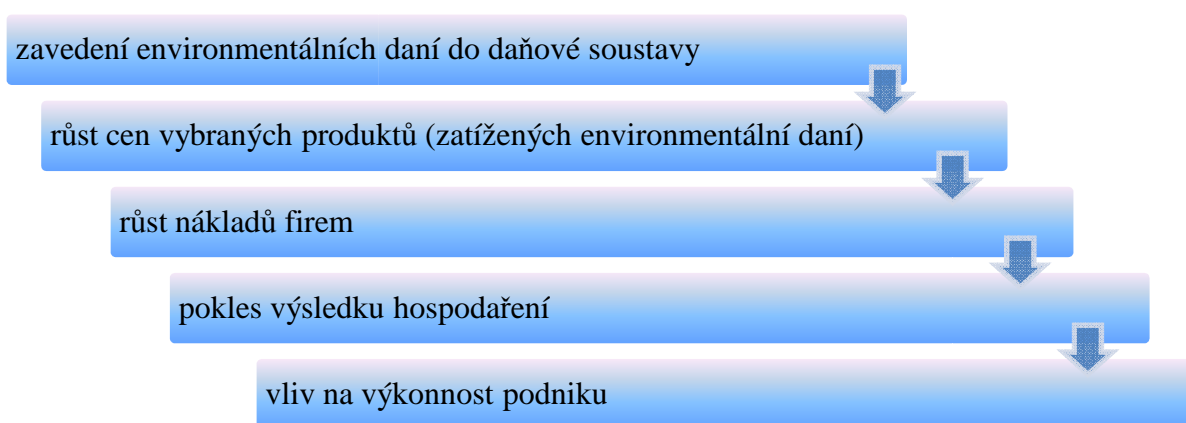 zavedení environmentálních daní do daňové soustavy
růst cen vybraných produktů (zatížených environmentální daní)
růst nákladů firem
pokles výsledku hospodaření
vliv na výkonnost podniku